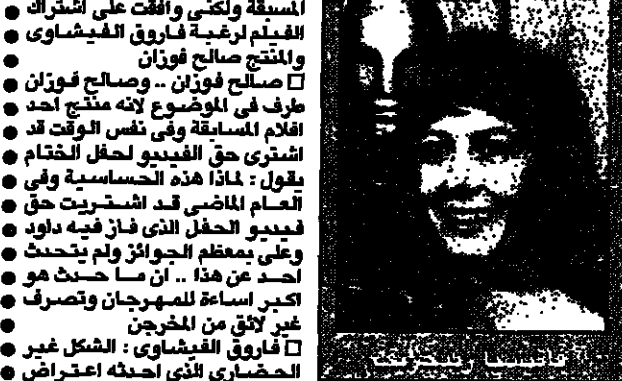 المسبقة ولكنى وافقت على اشتراك
الفيلم لرغبة فاروق الفيشاوى
والمنتج صالح فوزان
□ صالح فوزان .. وصالح فوزان
طرف فى الموضوع لانه منتج احد
افلام المسابقة وفى نفس الوقت قد
اشترى حق الفيديو لحفل الختام
يقول : لماذا هذه الحساسية وفى
العام الماضى قد اشتريت حق
فيديو الحفل الذى فاز فيه داود
وعلى بمعظم الجوائز ولم يتحدث
احد عن هذا .. ان ما حدث هو
اكبر اساءة للمهرجان وتصرف
غير لائق من المخرجن
□ فاروق الفيشاوى : الشكل غير
الحضارى الذى احدثه اعتراض